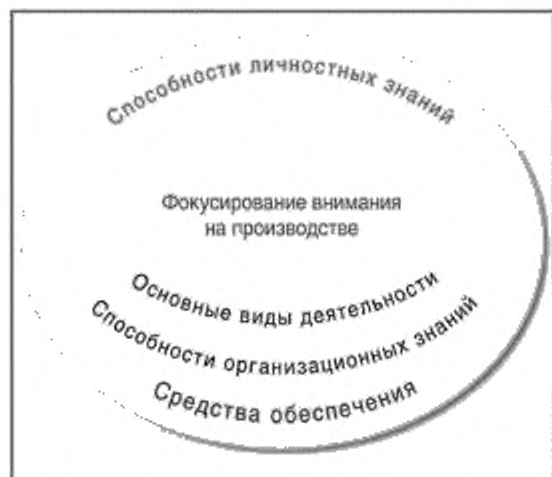 Способности личностных знаний
Фокусирование внимания
на производстве
Основные виды деятельности
Способности организационных знаний
Средства обеспечения